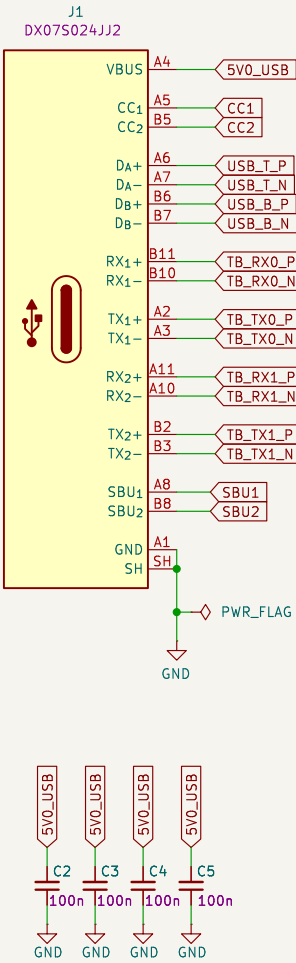 J1
DX07S024JJ2
VBUS A4 5V0_USB
CC1 A5 CC1
CC2 B5 CC2
DA+ A6 USB_T_P
DA- A7 USB_T_N
DB+ B6 USB_B_P
DB- B7 USB_B_N
RX1+ B11 TB_RX0_P
RX1- B10 TB_RX0_N
TX1+ A2 TB_TX0_P
TX1- A3 TB_TX0_N
RX2+ A11 TB_RX1_P
RX2- A10 TB_RX1_N
TX2+ B2 TB_TX1_P
TX2- B3 TB_TX1_N
SBU1 A8 SBU1
SBU2 B8 SBU2
GND A1
SH SH
PWR_FLAG
GND
5V0_USB 5V0_USB 5V0_USB 5V0_USB
C2 C3 C4 C5
100n 100n 100n 100n
GND GND GND GND